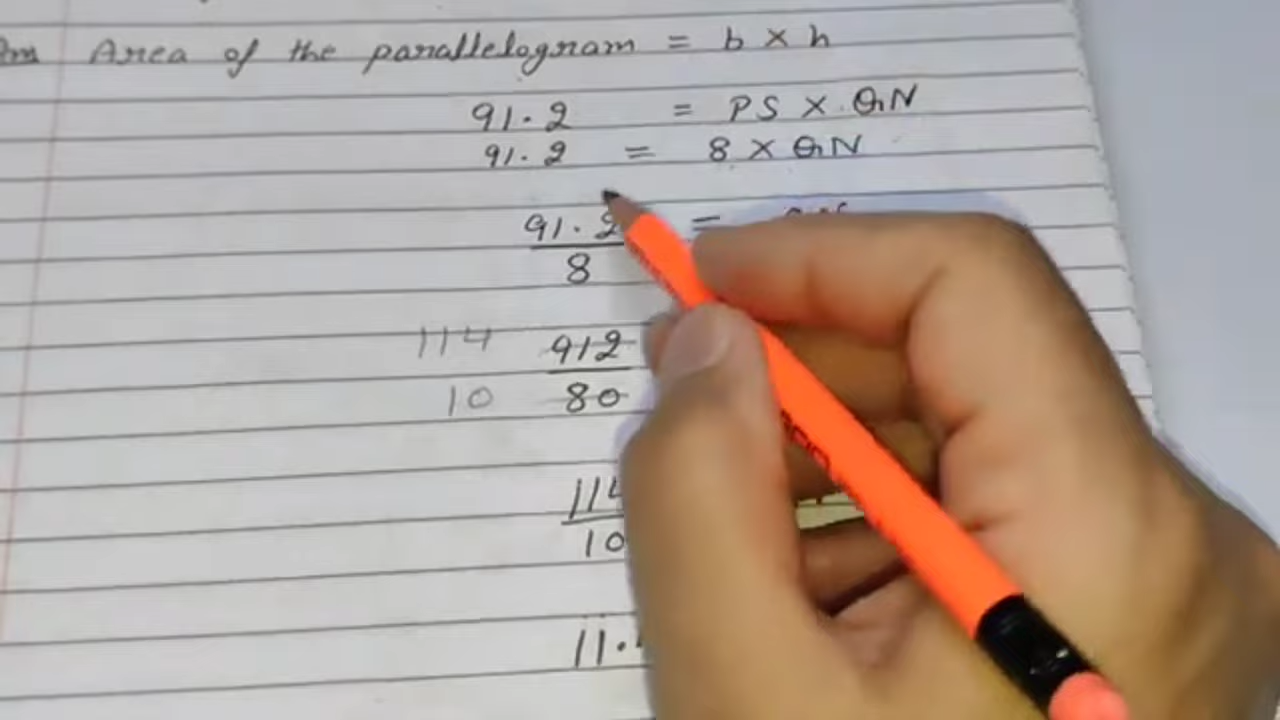 Area of the parallelogram = b × h
91.2 = PS × QN
91.2 = 8 × QN
91.2 =
8
114 912
10 80
114
10
11.